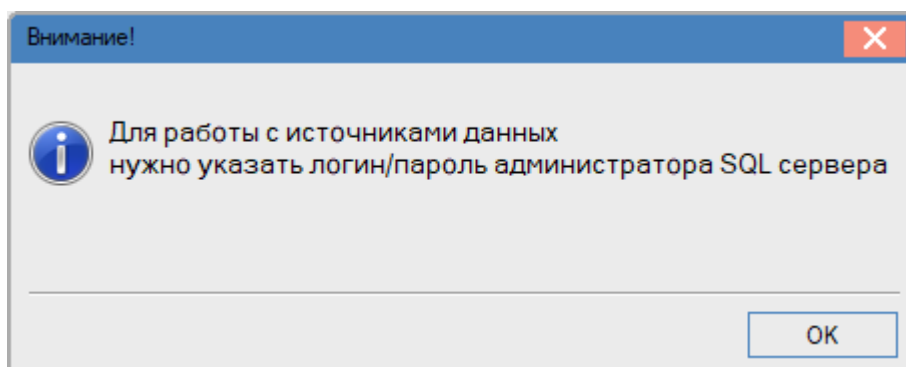 Внимание!
Для работы с источниками данных
нужно указать логин/пароль администратора SQL сервера
OK